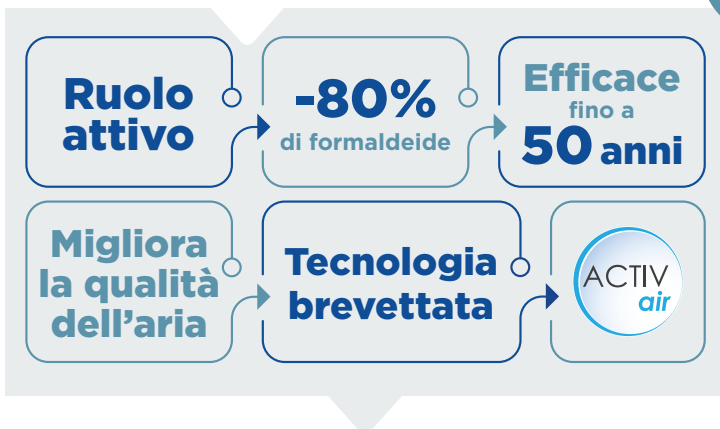 Ruolo
attivo
-80%
di formaldeide
Efficace
fino a
50 anni
Migliora
la qualità
dell’aria
Tecnologia
brevettata
ACTIV
air